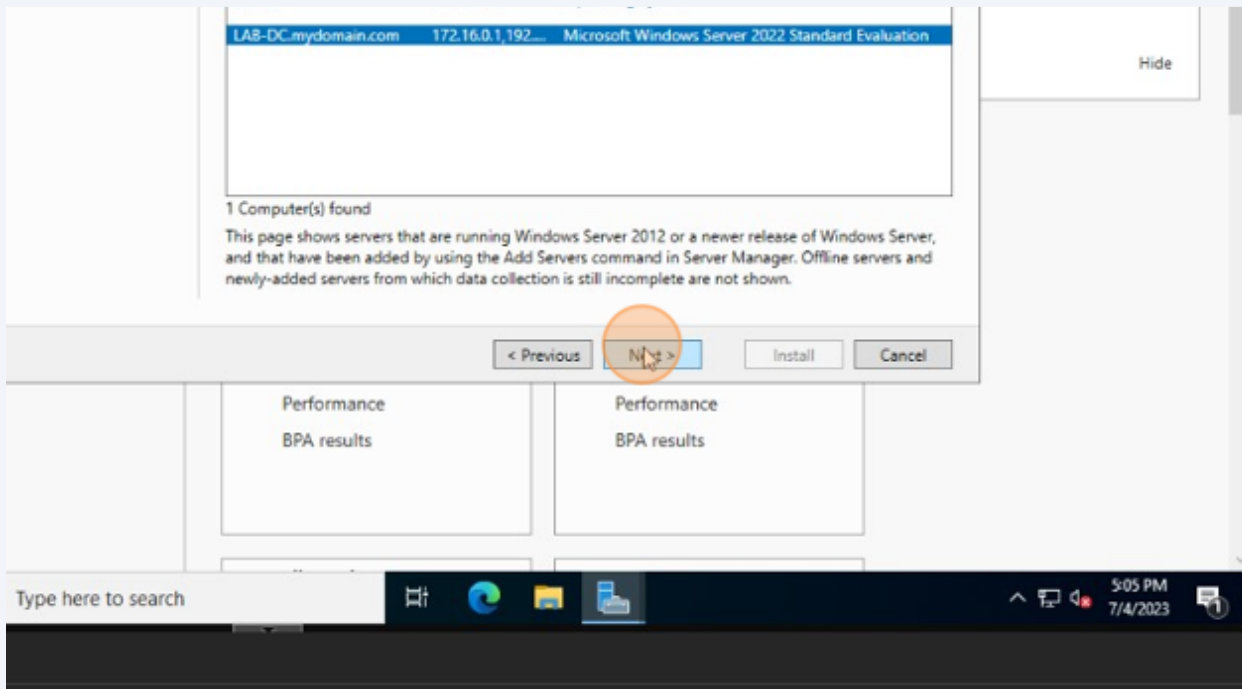 LAB-DC.mydomain.com 172.16.0.1,192.... Microsoft Windows Server 2022 Standard Evaluation
Hide
1 Computer(s) found
This page shows servers that are running Windows Server 2012 or a newer release of Windows Server,
and that have been added by using the Add Servers command in Server Manager. Offline servers and
newly-added servers from which data collection is still incomplete are not shown.
< Previous Next > Install Cancel
Performance Performance
BPA results BPA results
Type here to search
5:05 PM
7/4/2023
1